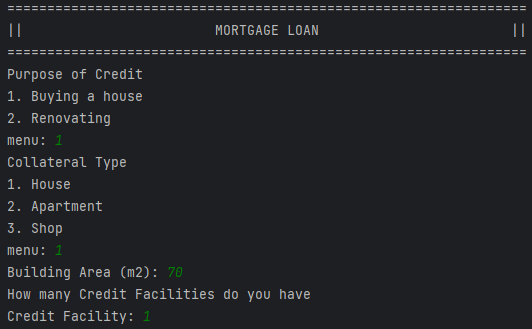 =================================================================
||                        MORTGAGE LOAN                        ||
=================================================================
Purpose of Credit
1. Buying a house
2. Renovating
menu: 1
Collateral Type
1. House
2. Apartment
3. Shop
menu: 1
Building Area (m2): 70
How many Credit Facilities do you have
Credit Facility: 1